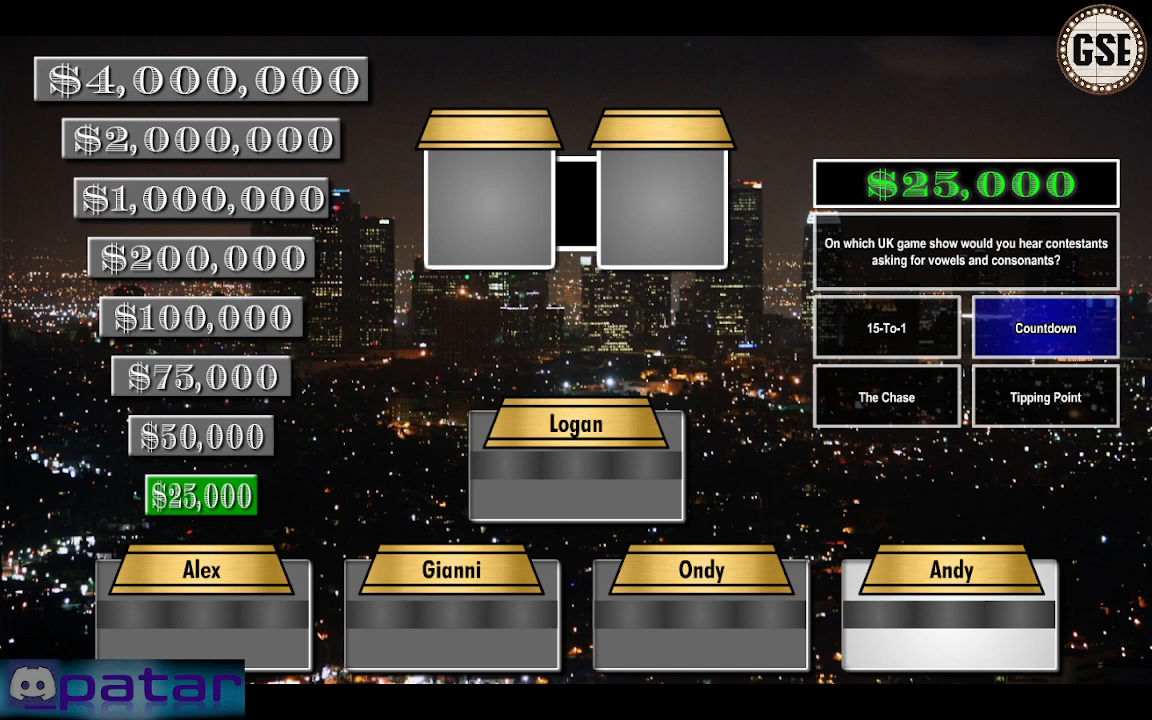 GSE
$4,000,000
$2,000,000
$1,000,000
$200,000
$100,000
$75,000
$50,000
$25,000
$25,000
On which UK game show would you hear contestants
asking for vowels and consonants?
15-To-1
Countdown
The Chase
Tipping Point
Logan
Alex
Gianni
Ondy
Andy
patar